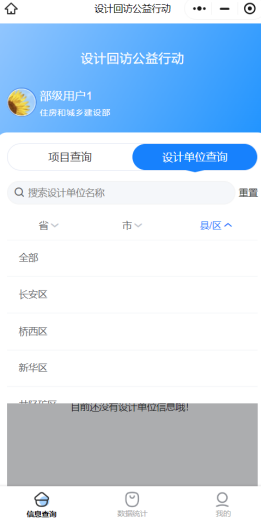 设计回访公益行动
设计回访公益行动
部级用户1
住房和城乡建设部
项目查询
设计单位查询
搜索设计单位名称
重置
省
市
县/区
全部
长安区
桥西区
新华区
井陉矿区
目前还没有设计单位信息哦!
信息查询
数据统计
我的